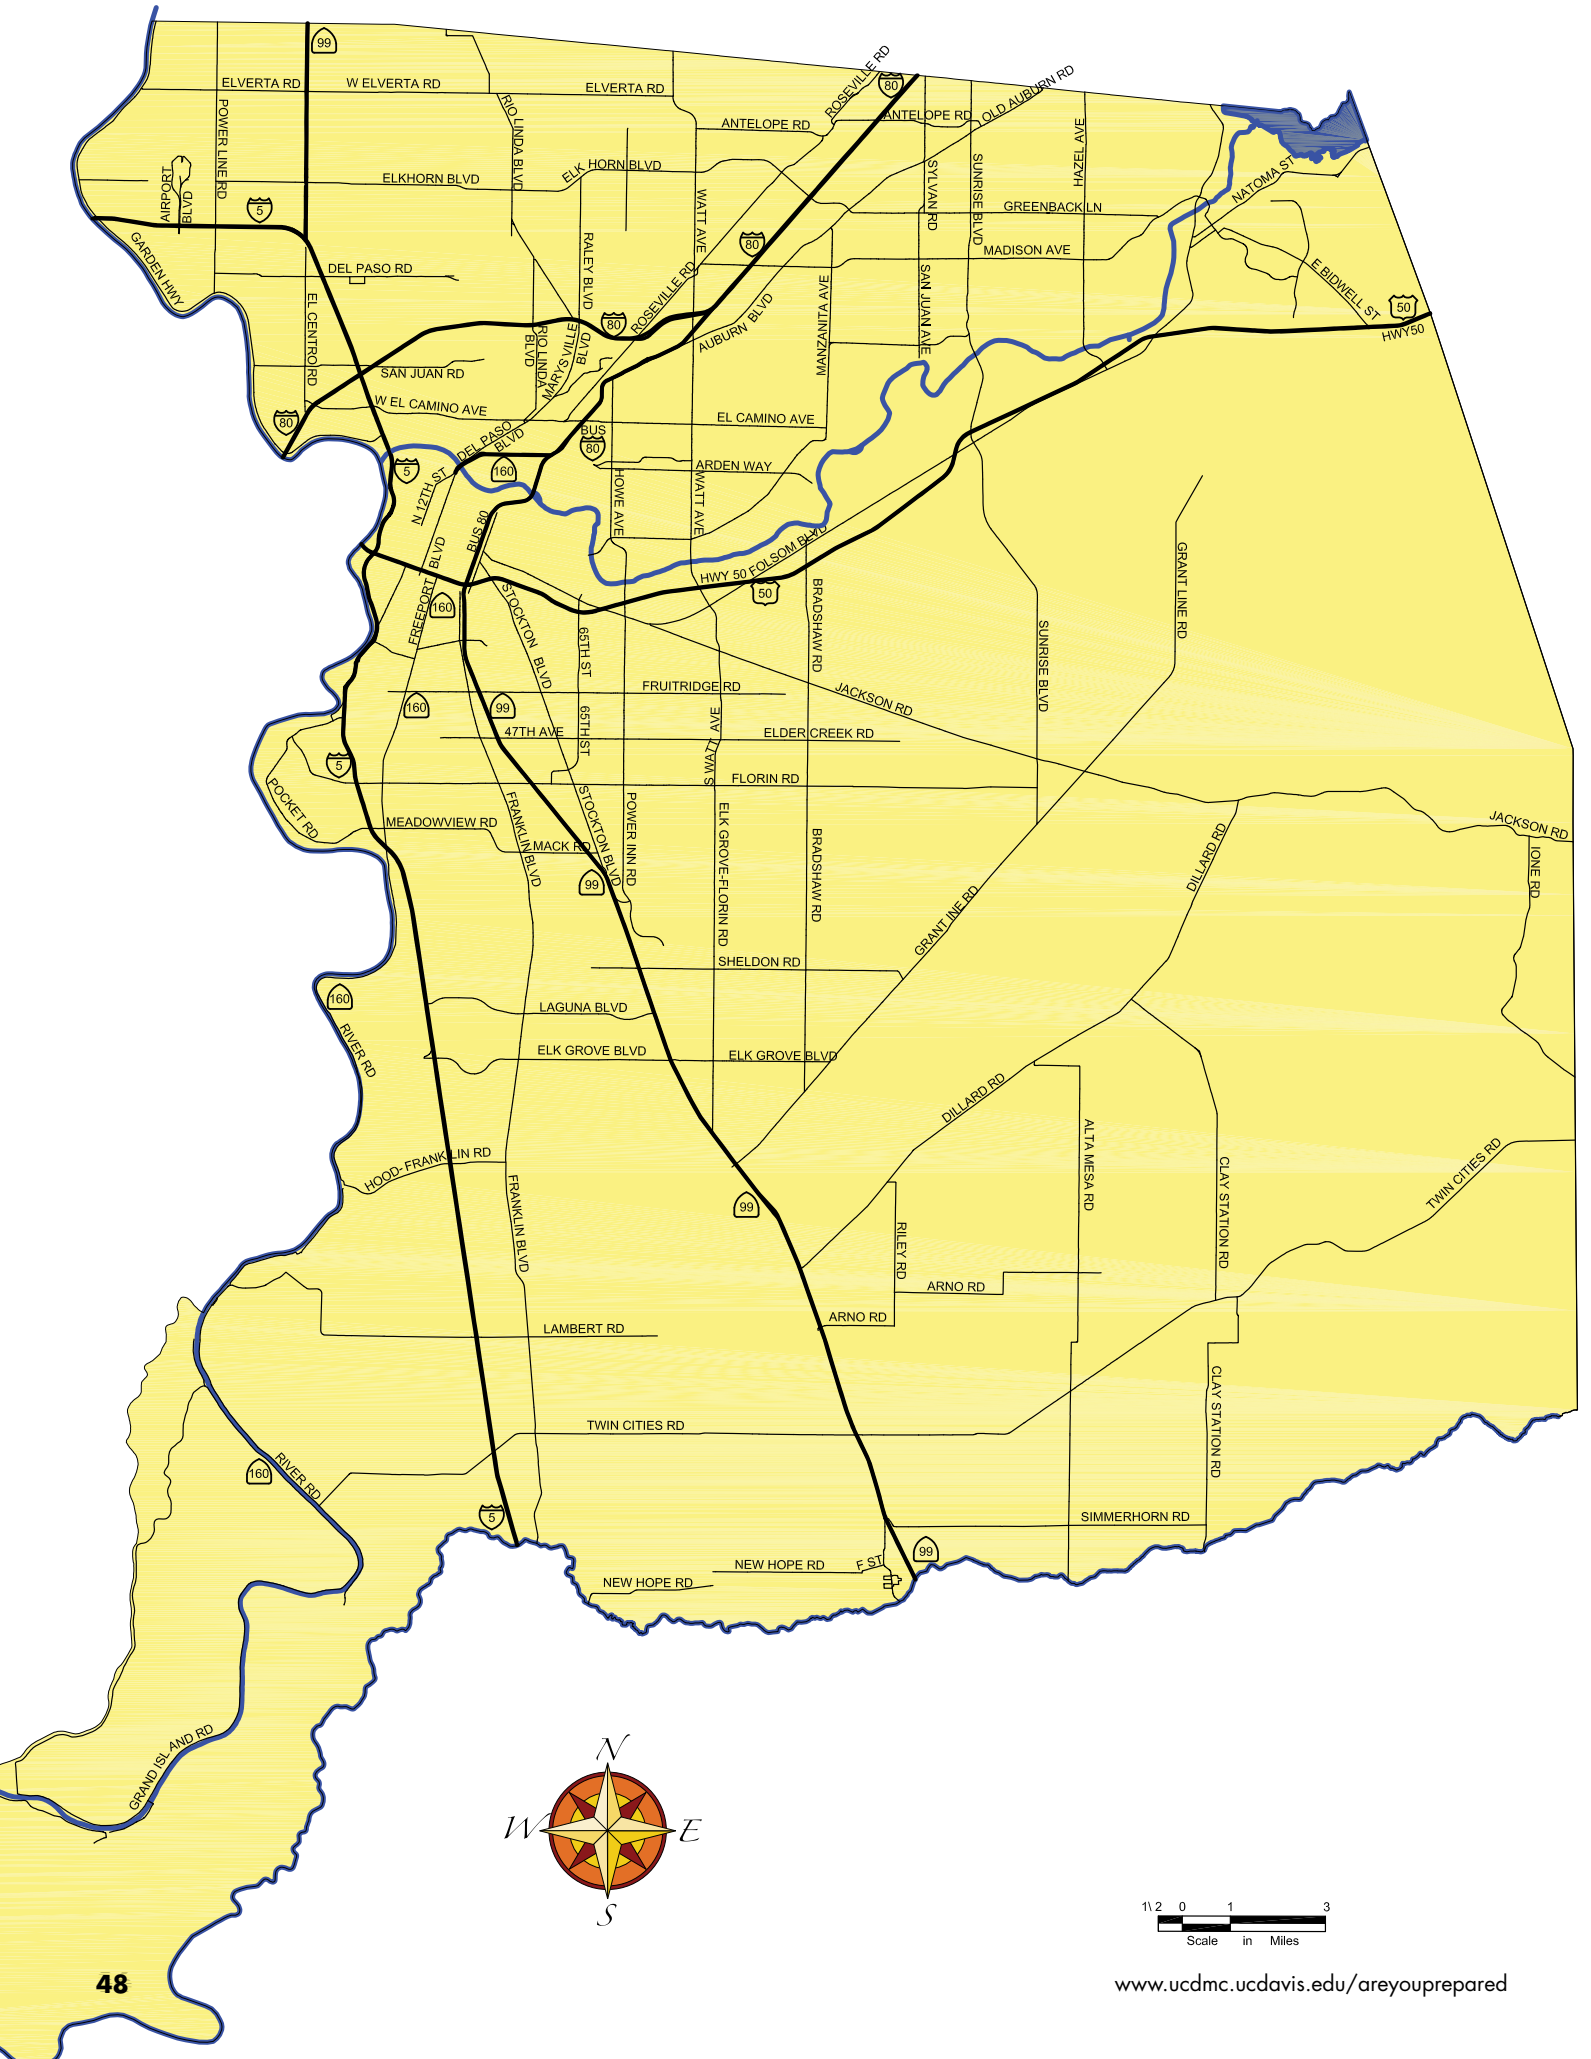 99
ROSEVILLE RD
80
OLD AUBURN RD
ELVERTA RD
W ELVERTA RD
ELVERTA RD
POWER LINE RD
RIO LINDA BLVD
ANTELOPE RD
ANTELOPE RD
HAZEL AVE
ELK HORN BLVD
ELKHORN BLVD
AIRPORT
BLVD
5
WATT AVE
SYLVAN RD
SUNRISE BLVD
NATOMA ST
GREENBACK LN
GARDEN HWY
DEL PASO RD
RALEY BLVD
80
MADISON AVE
ROSEVILLE RD
E BIDWELL ST
50
HWY50
EL CENTRO RD
80
AUBURN BLVD
MANZANITA AVE
SAN JUAN AVE
RIO LINDA
BLVD
MARYSVILLE
BLVD
SAN JUAN RD
W EL CAMINO AVE
80
EL CAMINO AVE
DEL PASO
BLVD
BUS
80
5
160
ARDEN WAY
N 12TH ST
HOWE AVE
WATT AVE
BUS 80
FOLSOM BLVD
HWY 50
50
FREEPORT BLVD
160
STOCKTON BLVD
65TH ST
BRADSHAW RD
GRANT LINE RD
SUNRISE BLVD
FRUITRIDGE RD
JACKSON RD
160
99
65TH ST
S WATT AVE
47TH AVE
ELDER CREEK RD
5
FLORIN RD
POCKET RD
MEADOWVIEW RD
FRANKLIN BLVD
STOCKTON BLVD
POWER INN RD
ELK GROVE-FLORIN RD
BRADSHAW RD
MACK RD
99
JACKSON RD
DILLARD RD
IONE RD
GRANT INE RD
SHELDON RD
160
RIVER RD
LAGUNA BLVD
ELK GROVE BLVD
ELK GROVE BLVD
DILLARD RD
ALTA MESA RD
HOOD-FRANKLIN RD
FRANKLIN BLVD
CLAY STATION RD
TWIN CITIES RD
99
RILEY RD
ARNO RD
ARNO RD
LAMBERT RD
CLAY STATION RD
TWIN CITIES RD
160
RIVER RD
5
SIMMERHORN RD
99
NEW HOPE RD
F ST
NEW HOPE RD
GRAND ISLAND RD
N
W
E
S
1\ 2 0 1 3
Scale in Miles
48
www.ucdmc.ucdavis.edu/areyouprepared